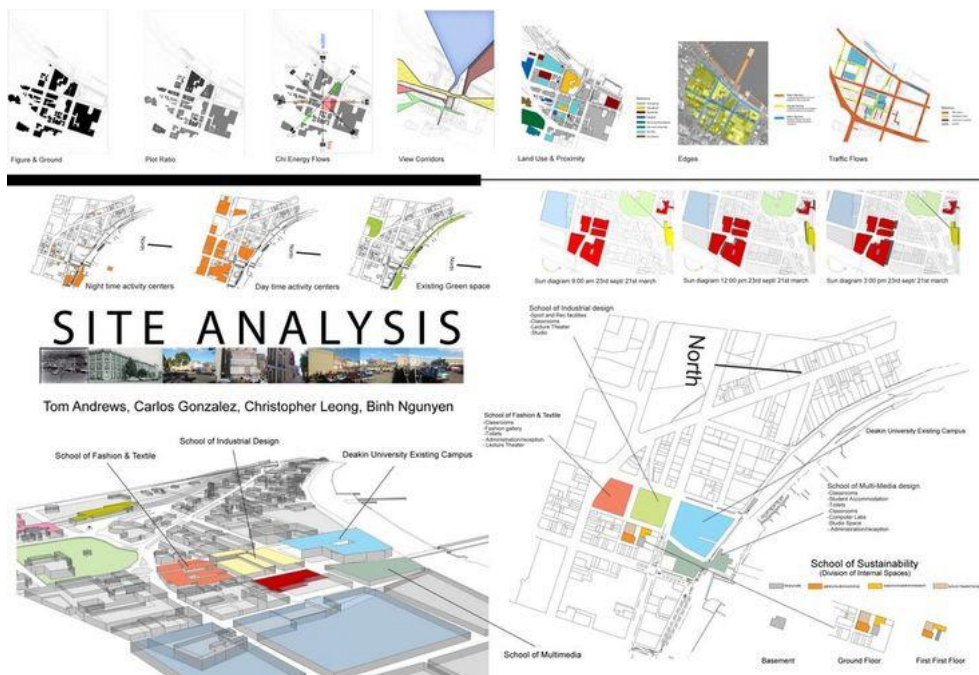 Figure & Ground
Plot Ratio
Chi Energy Flows
View Corridors
Land Use & Proximity
Edges
Traffic Flows
Night time activity centers
North
Day time activity centers
North
Existing Green space
North
Sun diagram 9:00 am 23rd sept/ 21st march
Sun diagram 12:00 pm 23rd sept/ 21st march
Sun diagram 3:00 pm 23rd sept/ 21st march
SITE ANALYSIS
Tom Andrews, Carlos Gonzalez, Christopher Leong, Binh Ngunyen
School of Industrial Design
School of Fashion & Textile
Deakin University Existing Campus
School of Multimedia
School of Industrial design
-Sport and Rec facilities
-Classrooms
-Lecture Theater
-Studio
North
School of Fashion & Textile
-Classrooms
-Fashion gallery
-Toilets
-Administration/reception
-Lecture Theater
Deakin University Existing Campus
School of Multi-Media design
-Classrooms
-Student Accommodation
-Toilets
-Classrooms
-Computer Labs
-Studio Space
-Administration/reception
School of Sustainability
(Division of Internal Spaces)
Basement
Ground Floor
First First Floor